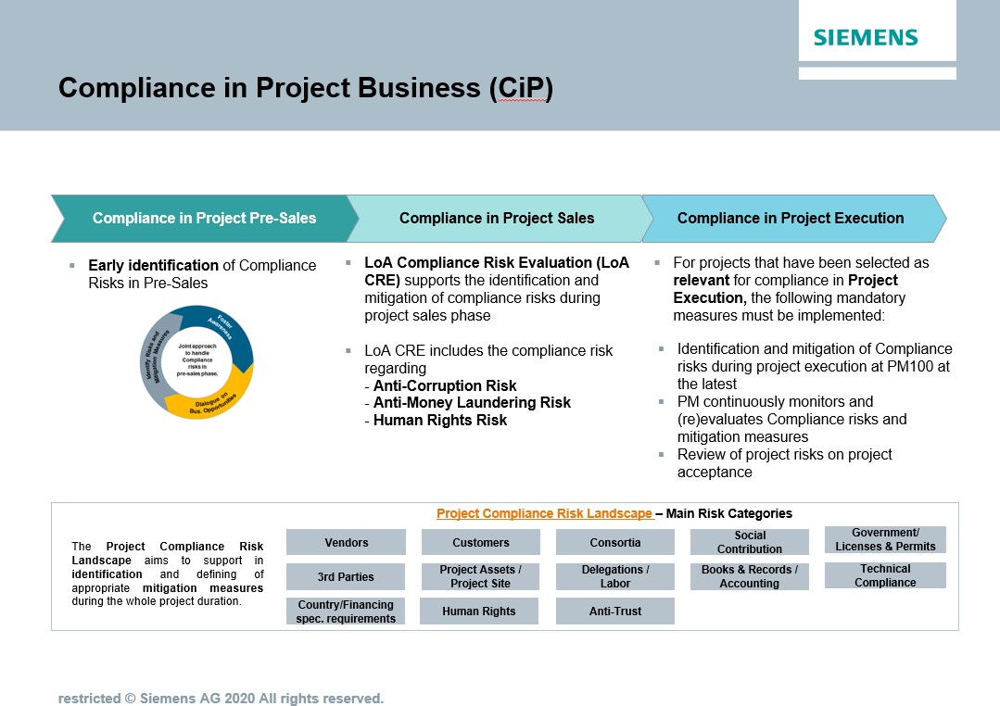 SIEMENS
Compliance in Project Business (CiP)
Compliance in Project Pre-Sales
Compliance in Project Sales
Compliance in Project Execution
▪ Early identification of Compliance
Risks in Pre-Sales
Foster
Awareness
Dialogue on
Bus. Opportunities
Identify Risks and
Mitigation Measures
Joint approach
to handle
Compliance
risks in
pre-sales phase.
▪ LoA Compliance Risk Evaluation (LoA
CRE) supports the identification and
mitigation of compliance risks during
project sales phase
▪ LoA CRE includes the compliance risk
regarding
- Anti-Corruption Risk
- Anti-Money Laundering Risk
- Human Rights Risk
▪ For projects that have been selected as
relevant for compliance in Project
Execution, the following mandatory
measures must be implemented:
▪ Identification and mitigation of Compliance
risks during project execution at PM100 at
the latest
▪ PM continuously monitors and
(re)evaluates Compliance risks and
mitigation measures
▪ Review of project risks on project
acceptance
Project Compliance Risk Landscape – Main Risk Categories
The Project Compliance Risk
Landscape aims to support in
identification and defining of
appropriate mitigation measures
during the whole project duration.
Vendors
Customers
Consortia
Social
Contribution
Government/
Licenses & Permits
3rd Parties
Project Assets /
Project Site
Delegations /
Labor
Books & Records /
Accounting
Technical
Compliance
Country/Financing
spec. requirements
Human Rights
Anti-Trust
restricted © Siemens AG 2020 All rights reserved.